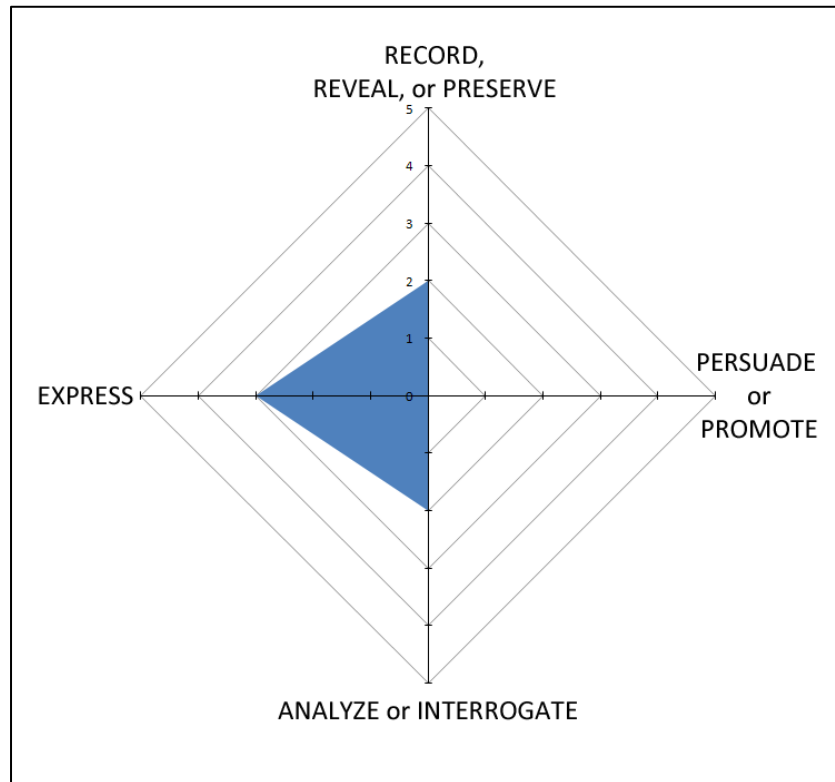 RECORD,
REVEAL, or PRESERVE
5
4
3
2
1
0
EXPRESS
PERSUADE
or
PROMOTE
ANALYZE or INTERROGATE